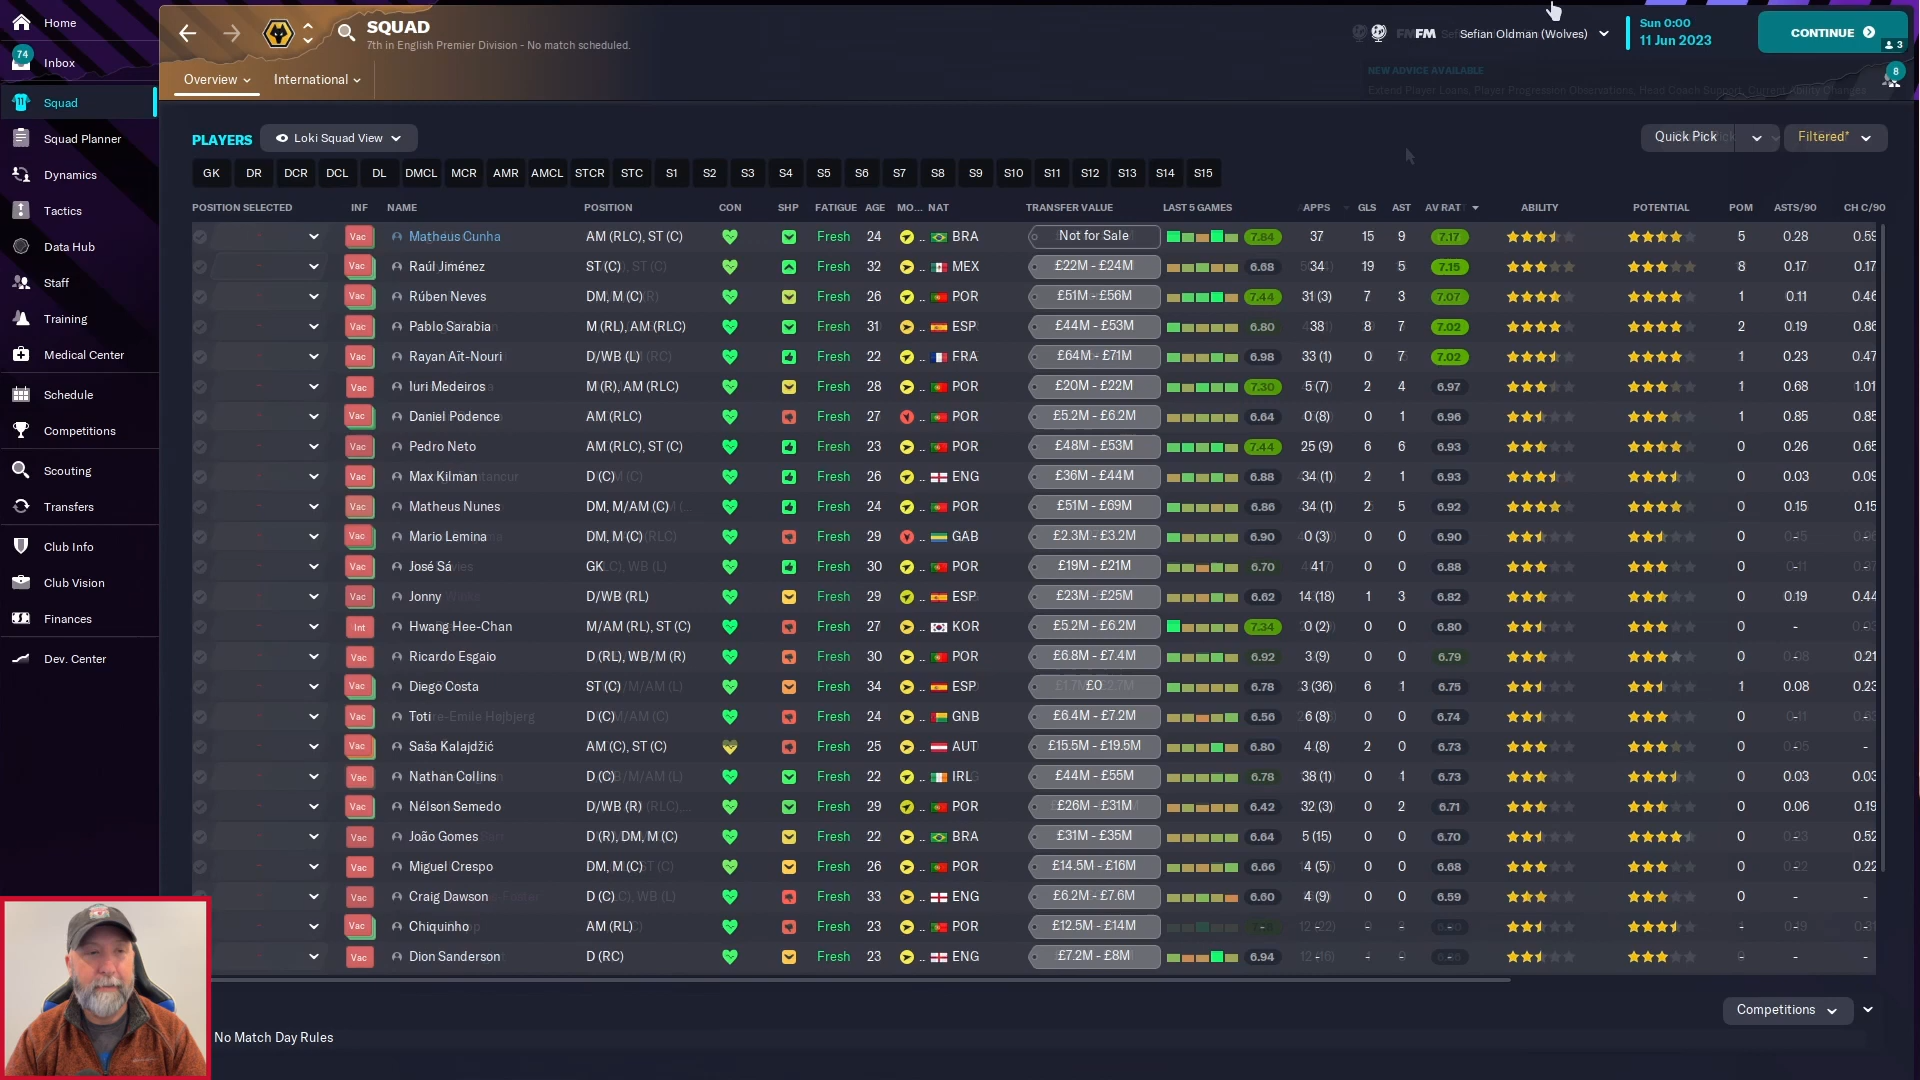 Home
SQUAD
7th in English Premier Division - No match scheduled.
FMFM
Sefian Oldman (Wolves)
Sun 0:00
11 Jun 2023
CONTINUE
3
74
Inbox
Squad
Squad Planner
Dynamics
Tactics
Data Hub
Staff
Training
Medical Center
Schedule
Competitions
Scouting
Transfers
Club Info
Club Vision
Finances
Dev. Center
Overview
International
NEW ADVICE AVAILABLE
Extend Player Loans, Player Progression Observations, Head Coach Support, Current Ability Changes
8
PLAYERS
Loki Squad View
Quick Pick
Filtered*
GK DR DCR DCL DL DMCL MCR AMR AMCL STCR STC S1 S2 S3 S4 S5 S6 S7 S8 S9 S10 S11 S12 S13 S14 S15
POSITION SELECTED INF NAME POSITION CON SHP FATIGUE AGE MO... NAT TRANSFER VALUE LAST 5 GAMES APPS GLS AST AV RAT ABILITY POTENTIAL POM ASTS/90 CH C/90
Vac Matheus Cunha AM (RLC), ST (C) Fresh 24 .. BRA Not for Sale 7.84 37 15 9 7.17 5 0.28 0.59
Vac Raúl Jiménez ST (C) Fresh 32 .. MEX £22M - £24M 6.68 34 19 5 7.15 8 0.17 0.17
Vac Rúben Neves DM, M (C) Fresh 26 .. POR £51M - £56M 7.44 31 (3) 7 3 7.07 1 0.11 0.46
Vac Pablo Sarabia M (RL), AM (RLC) Fresh 31 .. ESP £44M - £53M 6.80 38 8 7 7.02 2 0.19 0.86
Vac Rayan Aït-Nouri D/WB (L) Fresh 22 .. FRA £64M - £71M 6.98 33 (1) 0 7 7.02 1 0.23 0.47
Vac Iuri Medeiros M (R), AM (RLC) Fresh 28 .. POR £20M - £22M 7.30 5 (7) 2 4 6.97 1 0.68 1.01
Vac Daniel Podence AM (RLC) Fresh 27 .. POR £5.2M - £6.2M 6.64 0 (8) 0 1 6.96 1 0.85 0.85
Vac Pedro Neto AM (RLC), ST (C) Fresh 23 .. POR £48M - £53M 7.44 25 (9) 6 6 6.93 0 0.26 0.65
Vac Max Kilman D (C) Fresh 26 .. ENG £36M - £44M 6.88 34 (1) 2 1 6.93 0 0.03 0.09
Vac Matheus Nunes DM, M/AM (C) Fresh 24 .. POR £51M - £69M 6.86 34 (1) 2 5 6.92 0 0.15 0.15
Vac Mario Lemina DM, M (C) Fresh 29 .. GAB £2.3M - £3.2M 6.90 0 (3) 0 0 6.90 0 -
Vac José Sá GK Fresh 30 .. POR £19M - £21M 6.70 41 0 0 6.88 0 -
Vac Jonny D/WB (RL) Fresh 29 .. ESP £23M - £25M 6.62 14 (18) 1 3 6.82 0 0.19 0.44
Int Hwang Hee-Chan M/AM (RL), ST (C) Fresh 27 .. KOR £5.2M - £6.2M 7.34 0 (2) 0 0 6.80 0 - -
Vac Ricardo Esgaio D (RL), WB/M (R) Fresh 30 .. POR £6.8M - £7.4M 6.92 3 (9) 0 0 6.79 0 - 0.21
Vac Diego Costa ST (C) Fresh 34 .. ESP £0 6.78 3 (36) 6 1 6.75 1 0.08 0.23
Vac Toti D (C) Fresh 24 .. GNB £6.4M - £7.2M 6.56 6 (8) 0 0 6.74 0 - -
Vac Saša Kalajdžić AM (C), ST (C) Fresh 25 .. AUT £15.5M - £19.5M 6.80 4 (8) 2 0 6.73 0 - -
Vac Nathan Collins D (C) Fresh 22 .. IRL £44M - £55M 6.78 38 (1) 0 1 6.73 0 0.03 0.03
Vac Nélson Semedo D/WB (R) Fresh 29 .. POR £26M - £31M 6.42 32 (3) 0 2 6.71 0 0.06 0.19
Vac João Gomes D (R), DM, M (C) Fresh 22 .. BRA £31M - £35M 6.64 5 (15) 0 0 6.70 0 - 0.52
Vac Miguel Crespo DM, M (C) Fresh 26 .. POR £14.5M - £16M 6.66 4 (5) 0 0 6.68 0 - 0.22
Vac Craig Dawson D (C) Fresh 33 .. ENG £6.2M - £7.6M 6.60 4 (9) 0 0 6.59 0 - -
Vac Chiquinho AM (RL) Fresh 23 .. POR £12.5M - £14M - - - - - - -
Vac Dion Sanderson D (RC) Fresh 23 .. ENG £7.2M - £8M 6.94 - - - - - - -
Competitions
No Match Day Rules